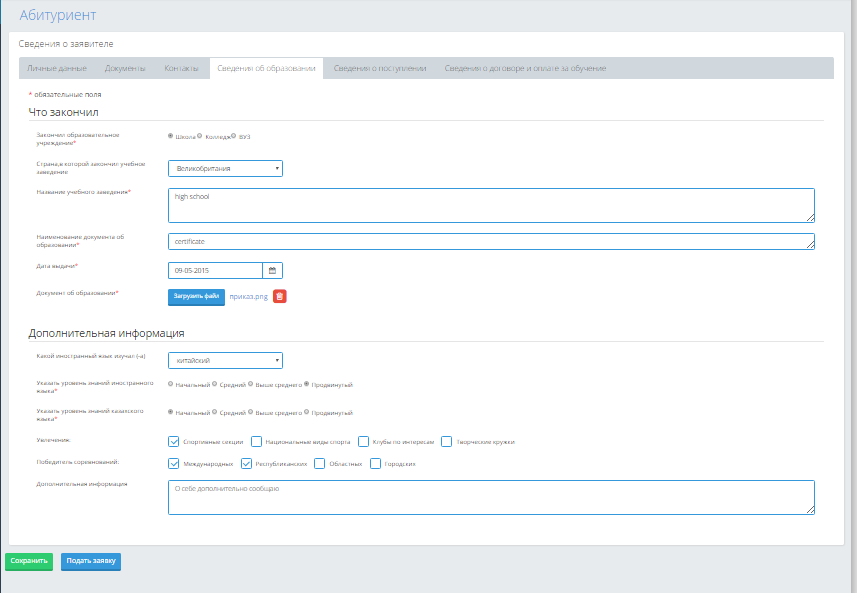 Абитуриент
Сведения о заявителе
Личные данные Документы Контакты Сведения об образовании Сведения о поступлении Сведения о договоре и оплате за обучение
* обязательные поля
Что закончил
Закончил образовательное
учреждение* Школа Колледж ВУЗ
Страна,в которой закончил учебное
заведение Великобритания
Название учебного заведения* high school
Наименование документа об
образовании* certificate
Дата выдачи* 09-05-2015
Документ об образовании* Загрузить файл приказ.png
Дополнительная информация
Какой иностранный язык изучал (-а) китайский
Указать уровень знаний иностранного
языка* Начальный Средний Выше среднего Продвинутый
Указать уровень знаний казахского
языка* Начальный Средний Выше среднего Продвинутый
Увлечения. Спортивные секции Национальные виды спорта Клубы по интересам Творческие кружки
Победитель соревнований. Международных Республиканских Областных Городских
Дополнительная информация О себе дополнительно сообщаю
Сохранить Подать заявку